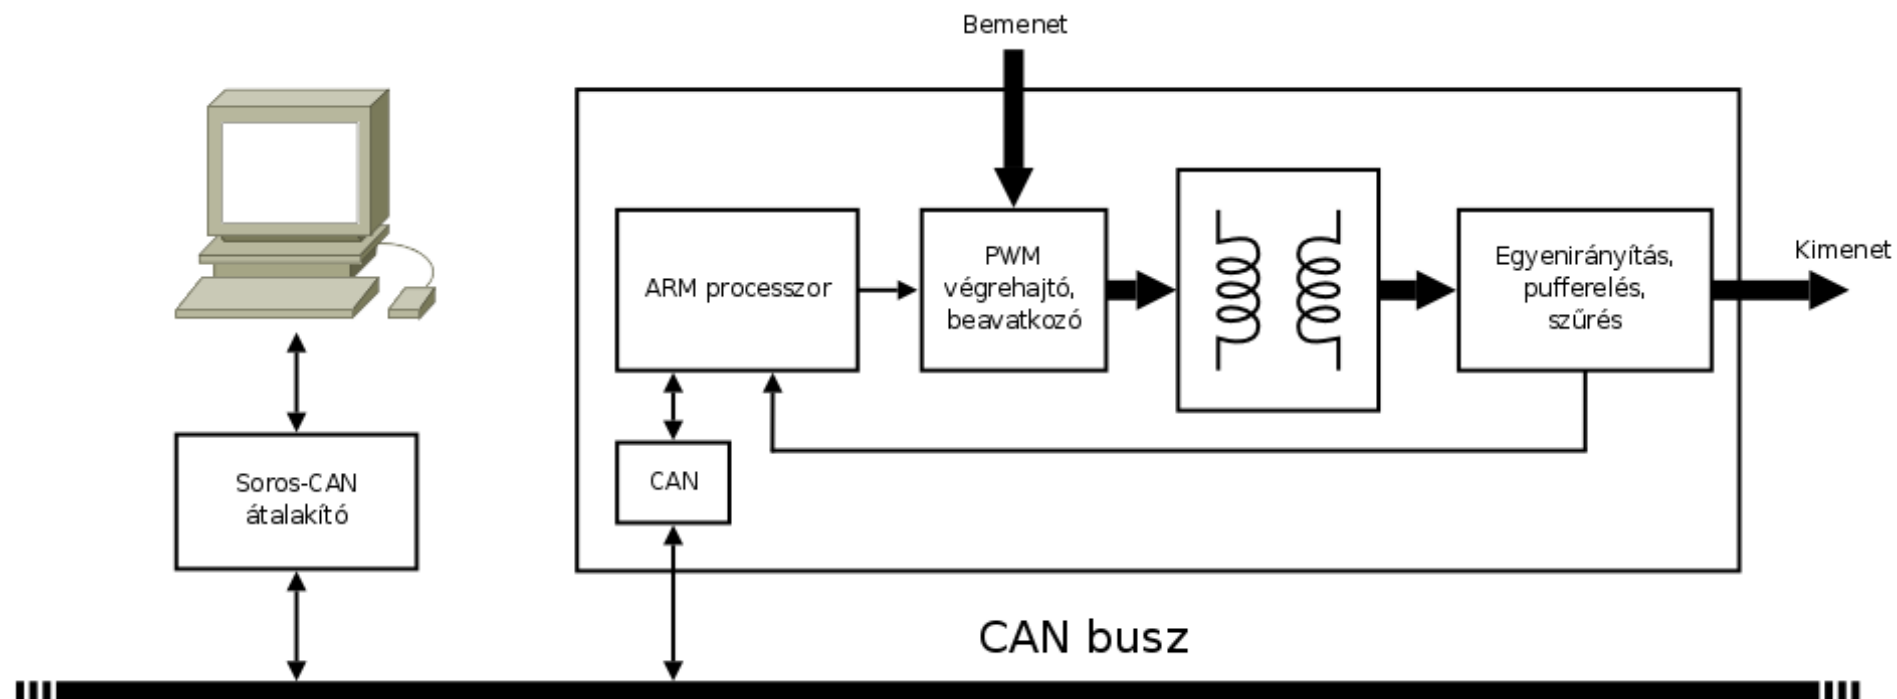 Bemenet
ARM processzor
PWM
végrehajtó,
beavatkozó
Egyenirányítás,
pufferelés,
szűrés
Kimenet
Soros-CAN
átalakító
CAN
CAN busz